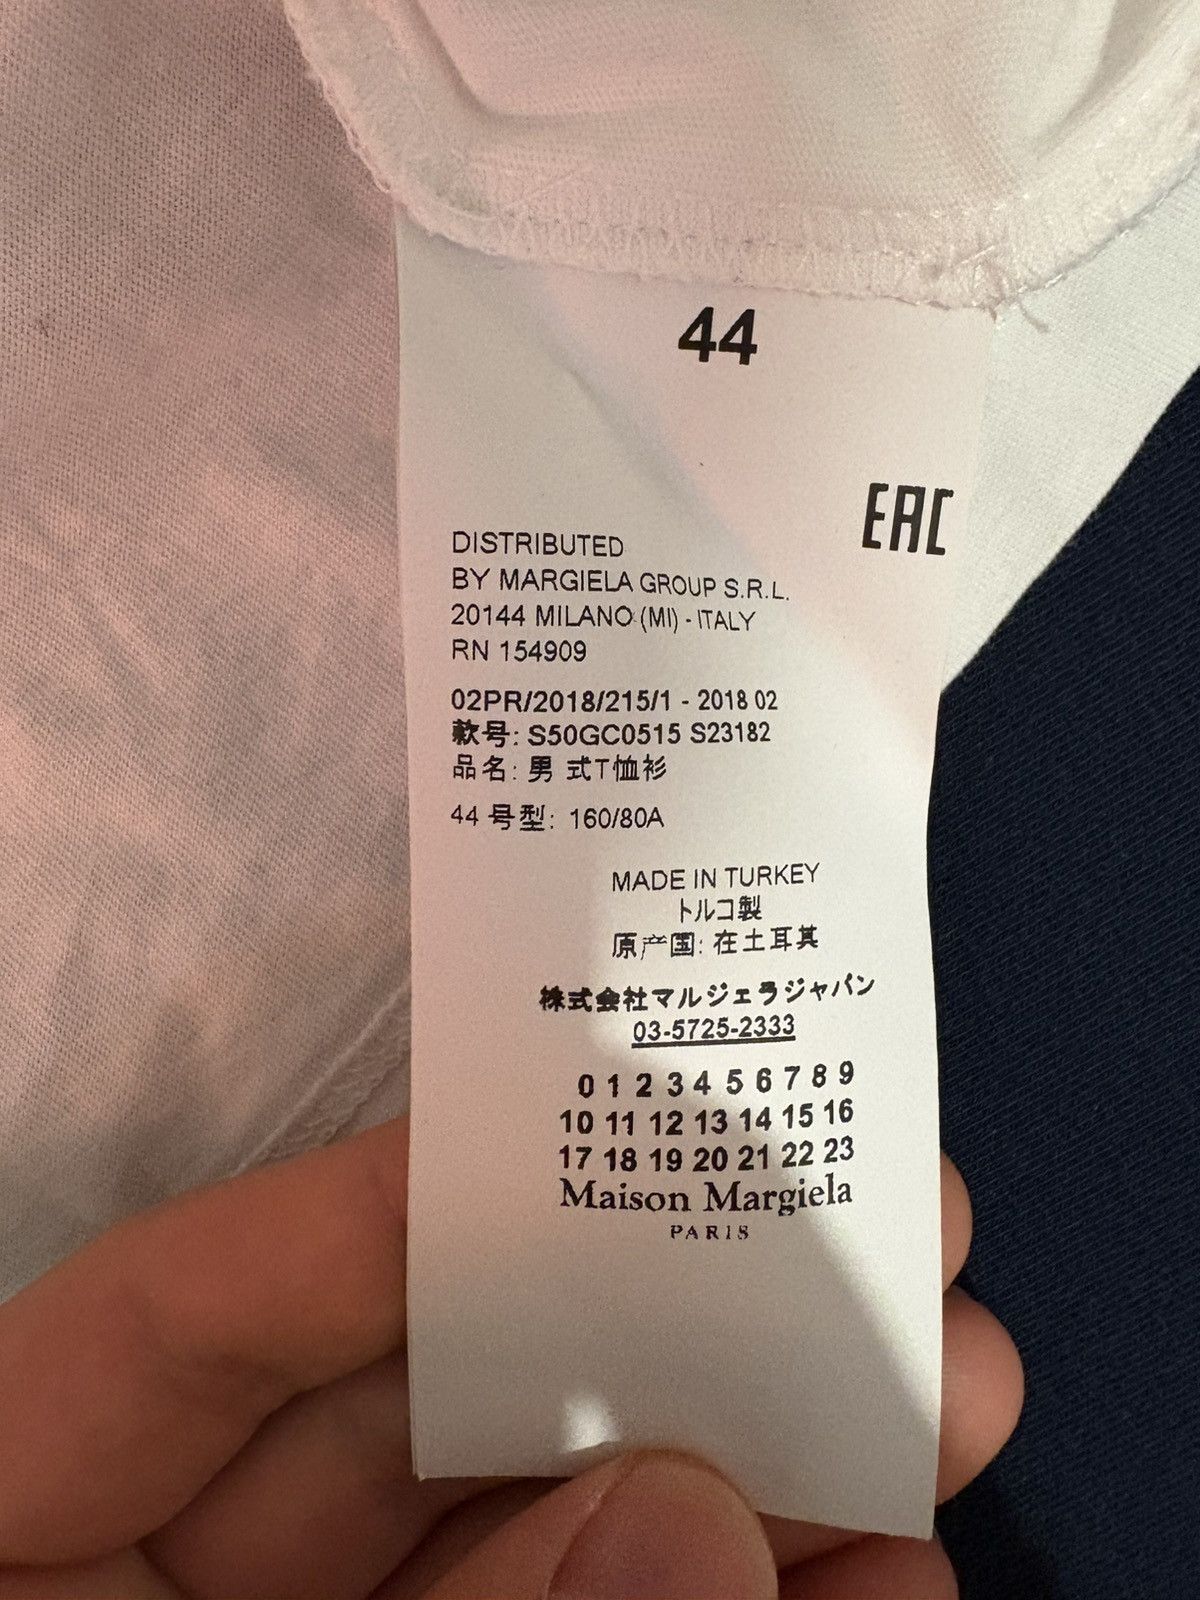 44
EAC
DISTRIBUTED
BY MARGIELA GROUP S.R.L.
20144 MILANO (MI) - ITALY
RN 154909
02PR/2018/215/1 - 2018 02
款号: S50GC0515 S23182
品名: 男 式T恤衫
44 号型: 160/80A
MADE IN TURKEY
トルコ製
原产国: 在土耳其
株式会社マルジェラジャパン
03-5725-2333
0 1 2 3 4 5 6 7 8 9
10 11 12 13 14 15 16
17 18 19 20 21 22 23
Maison Margiela
PARIS